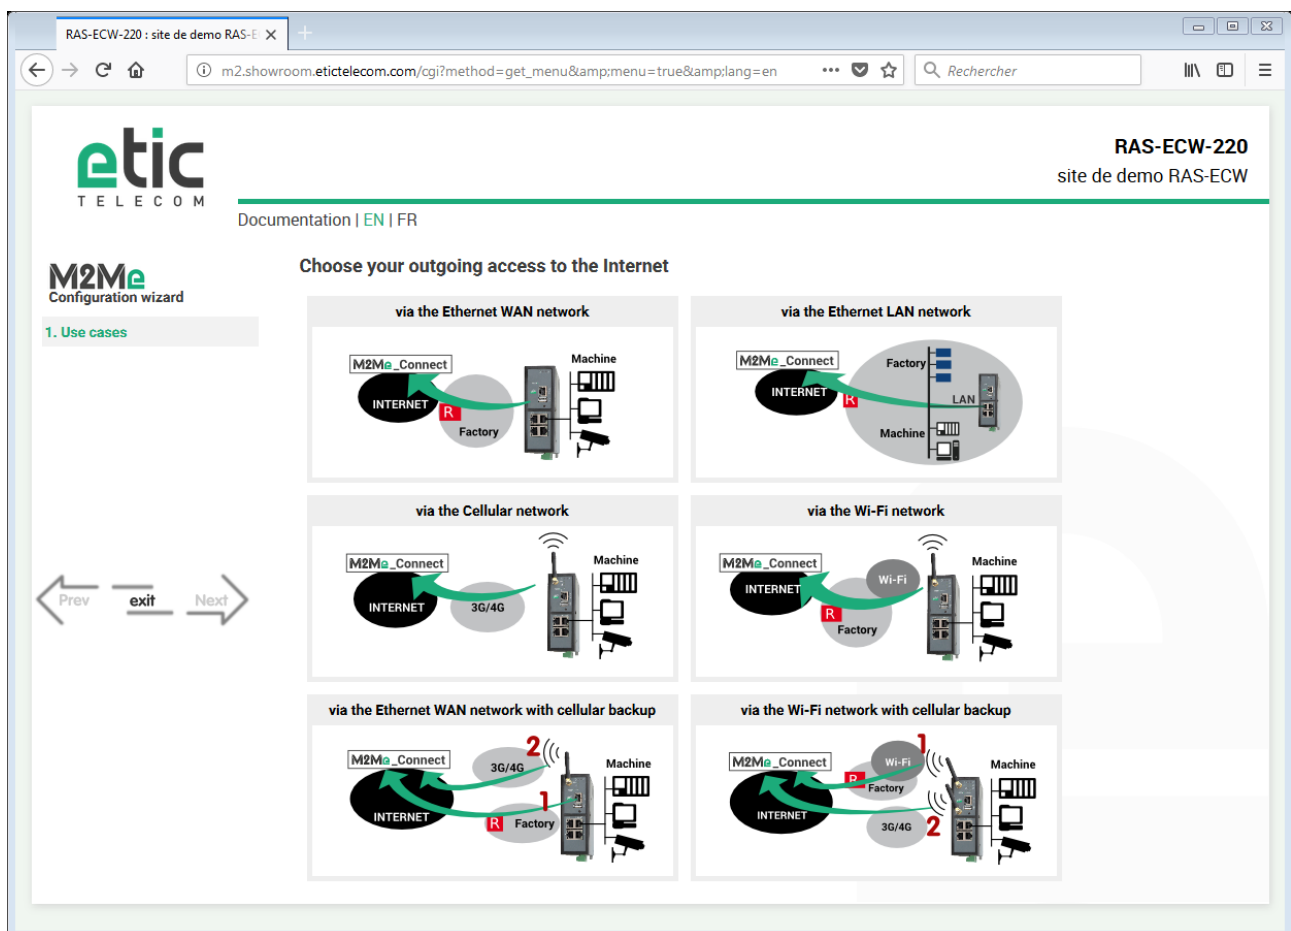 RAS-ECW-220 : site de demo RAS-E
m2.showroom.etictelecom.com/cgi?method=get_menu&amp;menu=true&amp;lang=en
Rechercher
etic
TELECOM
RAS-ECW-220
site de demo RAS-ECW
Documentation | EN | FR
M2Me
Configuration wizard
1. Use cases
Prev
exit
Next
Choose your outgoing access to the Internet
via the Ethernet WAN network
M2Me_Connect
Machine
INTERNET
R
Factory
via the Ethernet LAN network
M2Me_Connect
Factory
INTERNET
R
LAN
Machine
via the Cellular network
M2Me_Connect
Machine
INTERNET
3G/4G
via the Wi-Fi network
M2Me_Connect
Machine
Wi-Fi
INTERNET
R
Factory
via the Ethernet WAN network with cellular backup
2
M2Me_Connect
3G/4G
Machine
1
INTERNET
R
Factory
via the Wi-Fi network with cellular backup
1
M2Me_Connect
Wi-Fi
Machine
R
Factory
INTERNET
3G/4G
2